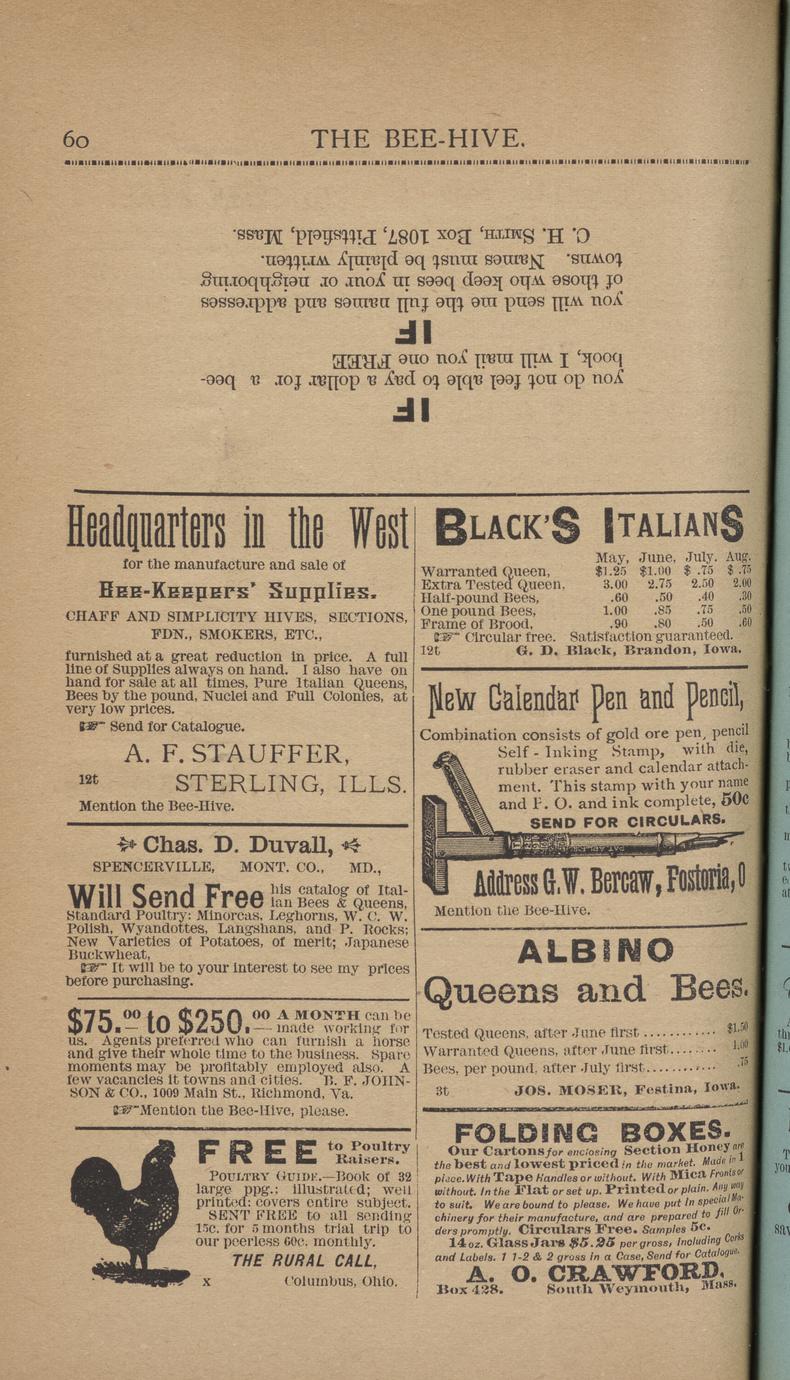 60 THE BEE-HIVE.
IF
you do not feel able to pay a dollar for a bee-
book, I will mail you one FREE
IF
you will send me the full names and addresses
of those who keep bees in your or neighboring
towns. Names must be plainly written.
C. H. SMITH, Box 1087, Pittsfield, Mass.
Headquarters in the West
for the manufacture and sale of
Bee-Keepers' Supplies.
CHAFF AND SIMPLICITY HIVES, SECTIONS,
FDN., SMOKERS, ETC.,
furnished at a great reduction in price. A full
line of Supplies always on hand. I also have on
hand for sale at all times, Pure Italian Queens,
Bees by the pound, Nuclei and Full Colonies, at
very low prices.
☞ Send for Catalogue.
A. F. STAUFFER,
12t STERLING, ILLS.
Mention the Bee-Hive.
Chas. D. Duvall,
SPENCERVILLE, MONT. CO., MD.,
Will Send Free his catalog of Ital-
ian Bees & Queens,
Standard Poultry: Minorcas, Leghorns, W. C. W.
Polish, Wyandottes, Langshans, and P. Rocks;
New Varieties of Potatoes, of merit; Japanese
Buckwheat,
☞ It will be to your interest to see my prices
before purchasing.
$75.00 to $250.00 A MONTH can be
made working for
us. Agents preferred who can furnish a horse
and give their whole time to the business. Spare
moments may be profitably employed also. A
few vacancies it towns and cities. B. F. JOHN-
SON & CO., 1009 Main St., Richmond, Va.
☞ Mention the Bee-Hive, please.
FREE to Poultry
Raisers.
POULTRY GUIDE.—Book of 32
large ppg.; illustrated; well
printed; covers entire subject.
SENT FREE to all sending
15c. for 5 months trial trip to
our peerless 60c. monthly.
THE RURAL CALL,
x Columbus, Ohio.
BLACK'S ITALIANS
May, June, July. Aug.
Warranted Queen, $1.25 $1.00 $ .75 $ .75
Extra Tested Queen, 3.00 2.75 2.50 2.00
Half-pound Bees, .60 .50 .40 .30
One pound Bees, 1.00 .85 .75 .50
Frame of Brood, .90 .80 .50 .60
☞ Circular free. Satisfaction guaranteed.
12t G. D. Black, Brandon, Iowa.
New Calendar Pen and Pencil,
Combination consists of gold ore pen, pencil
Self-Inking Stamp, with die,
rubber eraser and calendar attach-
ment. This stamp with your name
and P. O. and ink complete, 50c
SEND FOR CIRCULARS.
Address G. W. Bercaw, Fostoria, O
Mention the Bee-Hive.
ALBINO
Queens and Bees.
Tested Queens, after June first............ $1.50
Warranted Queens, after June first........ 1.00
Bees, per pound, after July first........... .75
3t JOS. MOSER, Festina, Iowa.
FOLDING BOXES.
Our Cartons for enclosing Section Honey are
the best and lowest priced in the market. Made in 1
piece. With Tape Handles or without. With Mica Fronts or
without. In the Flat or set up. Printed or plain. Any way
to suit. We are bound to please. We have put in special Ma-
chinery for their manufacture, and are prepared to fill Or-
ders promptly. Circulars Free. Samples 5c.
14 oz. Glass Jars $5.25 per gross, Including Corks
and Labels. 1 1-2 & 2 gross in a Case, Send for Catalogue.
A. O. CRAWFORD,
Box 428. South Weymouth, Mass.